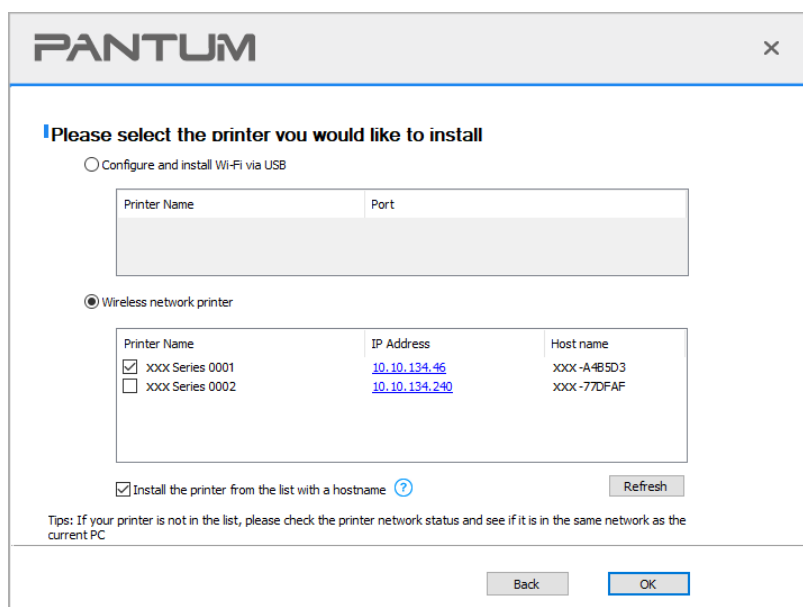 PANTUM
Please select the printer you would like to install
Configure and install Wi-Fi via USB
Printer Name Port
Wireless network printer
Printer Name IP Address Host name
XXX Series 0001 10.10.134.46 XXX-A4B5D3
XXX Series 0002 10.10.134.240 XXX-77DFAF
Install the printer from the list with a hostname ? Refresh
Tips: If your printer is not in the list, please check the printer network status and see if it is in the same network as the
current PC
Back OK